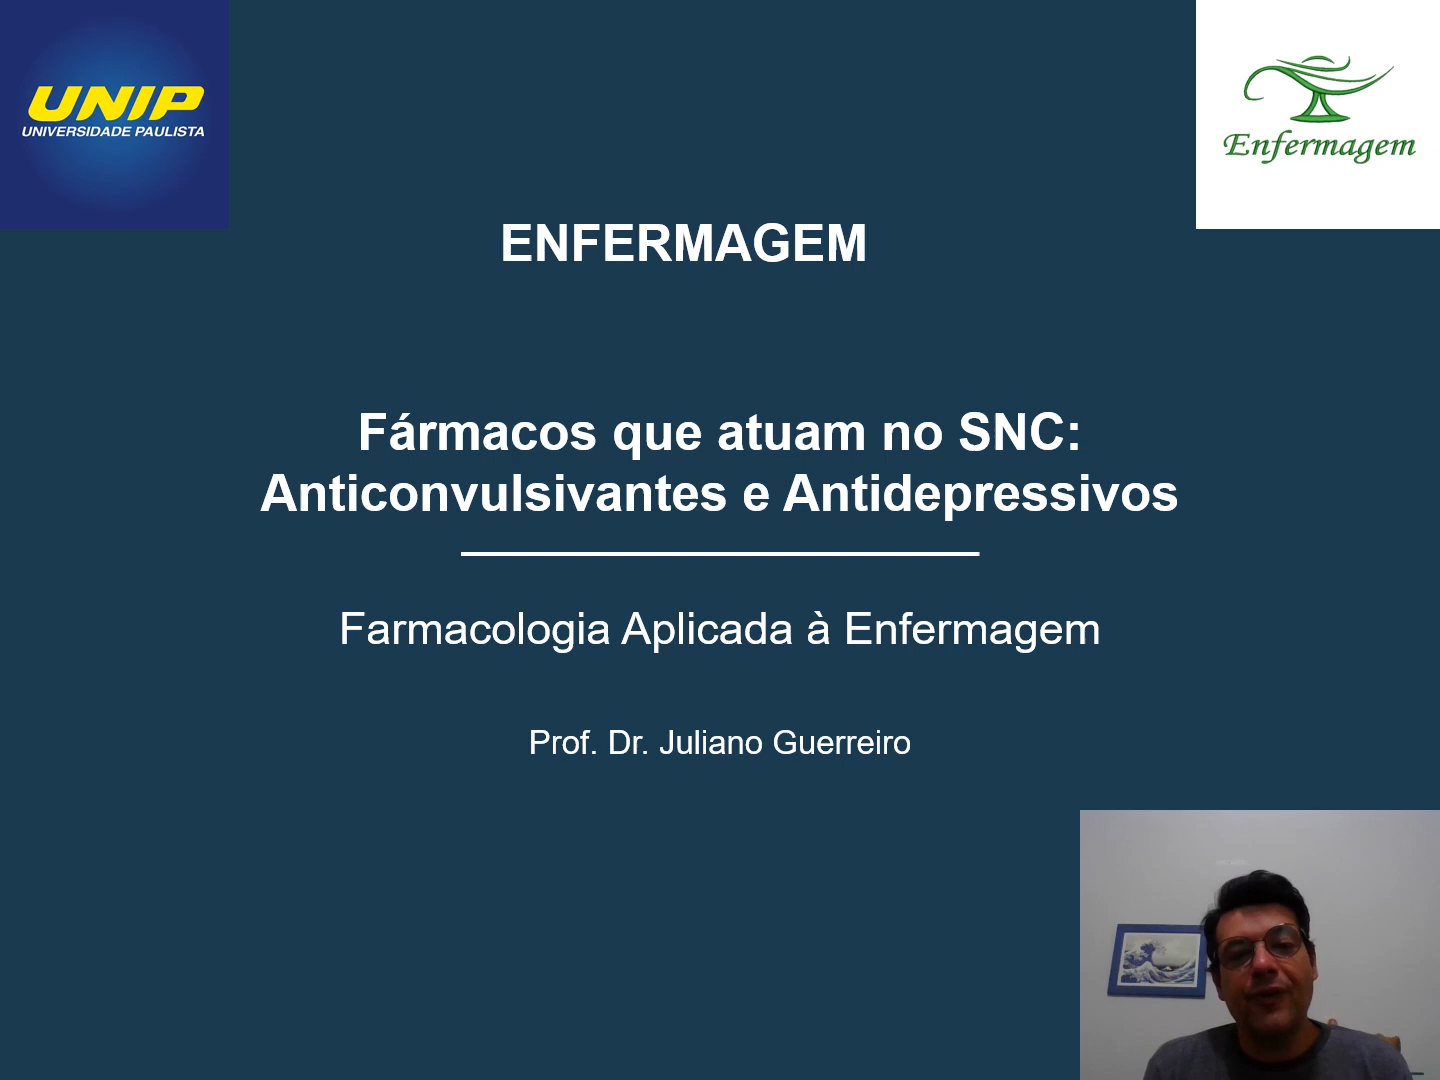 UNIP
UNIVERSIDADE PAULISTA
Enfermagem
ENFERMAGEM
Fármacos que atuam no SNC:
Anticonvulsivantes e Antidepressivos
Farmacologia Aplicada à Enfermagem
Prof. Dr. Juliano Guerreiro